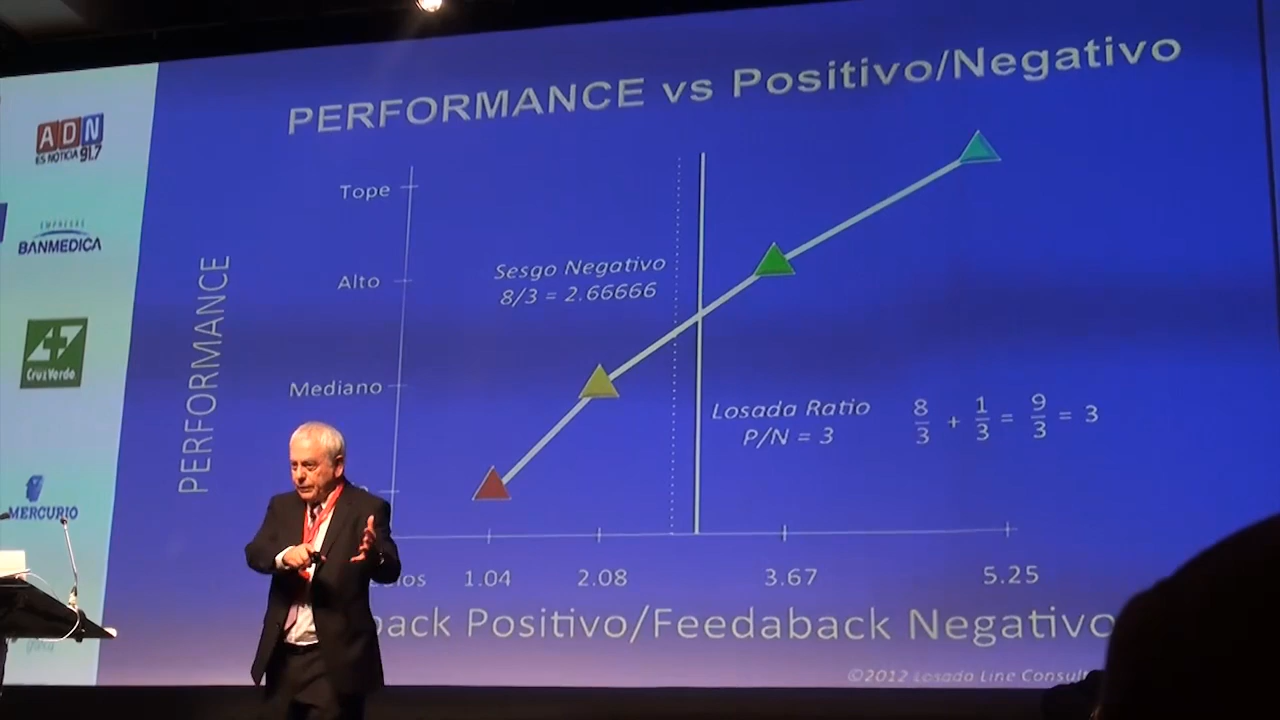 PERFORMANCE vs Positivo/Negativo
ADN
ES NOTICIA 91.7
EMPRESAS
BANMEDICA
CruzVerde
MERCURIO
PERFORMANCE
Tope
Alto
Mediano
Sesgo Negativo
8/3 = 2.66666
Losada Ratio
P/N = 3
8/3 + 1/3 = 9/3 = 3
1.04 2.08 3.67 5.25
back Positivo/Feedaback Negativo
©2012 Losada Line Consult